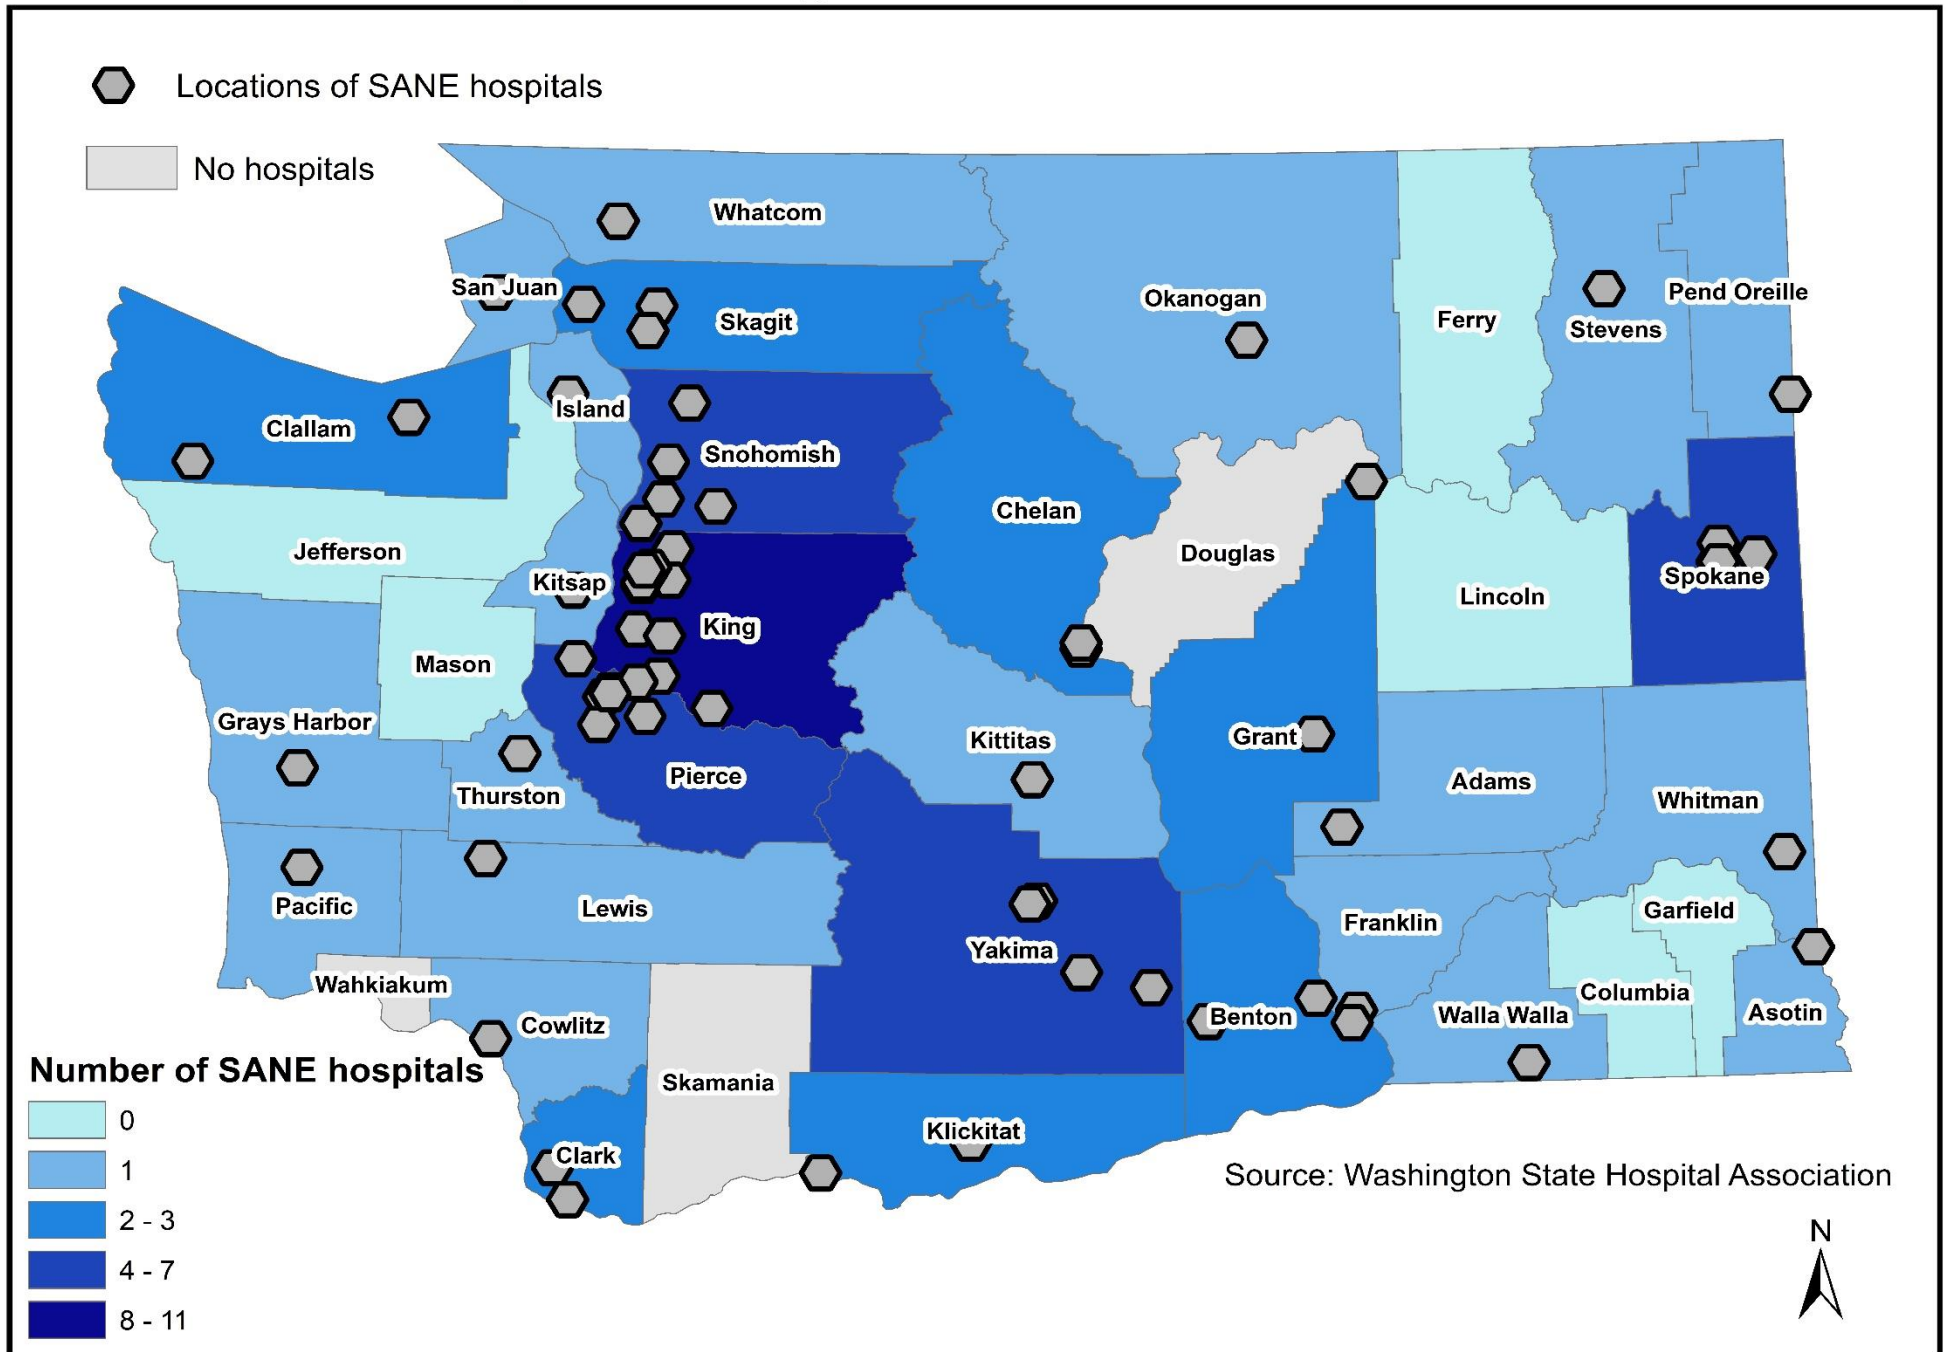 Locations of SANE hospitals
No hospitals
Whatcom
San Juan
Skagit
Okanogan
Ferry
Stevens
Pend Oreille
Clallam
Island
Snohomish
Chelan
Douglas
Jefferson
Kitsap
King
Lincoln
Spokane
Mason
Grays Harbor
Thurston
Pierce
Kittitas
Grant
Adams
Whitman
Pacific
Lewis
Yakima
Franklin
Garfield
Wahkiakum
Cowlitz
Benton
Walla Walla
Columbia
Asotin
Skamania
Clark
Klickitat
Number of SANE hospitals
0
1
2 - 3
4 - 7
8 - 11
Source: Washington State Hospital Association
N